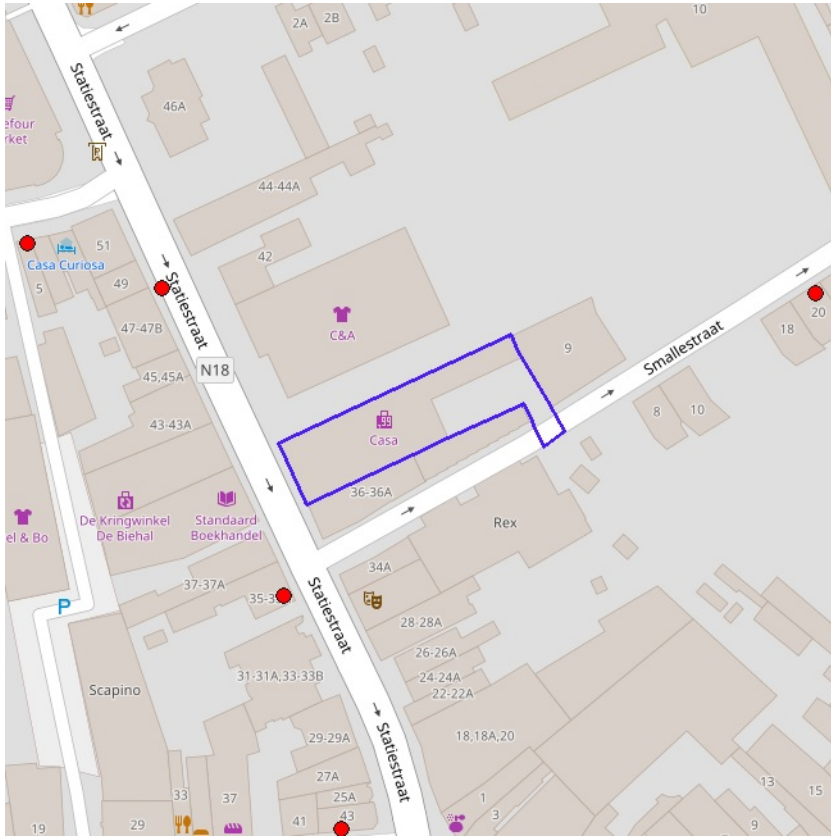 10
2A
2B
Statiestraat
46A
efour
rket
44-44A
51
42
Casa Curiosa
5
49
Statiestraat
C&A
20
47-47B
18
Smallestraat
9
N18
45,45A
8
10
43-43A
Casa
36-36A
De Kringwinkel
De Biehal
Standaard
Boekhandel
Rex
el & Bo
34A
37-37A
P
Statiestraat
28-28A
26-26A
24-24A
22-22A
31-31A,33-33B
Scapino
18,18A,20
29-29A
Statiestraat
27A
13
15
33
37
25A
1
3
19
29
41
43
9